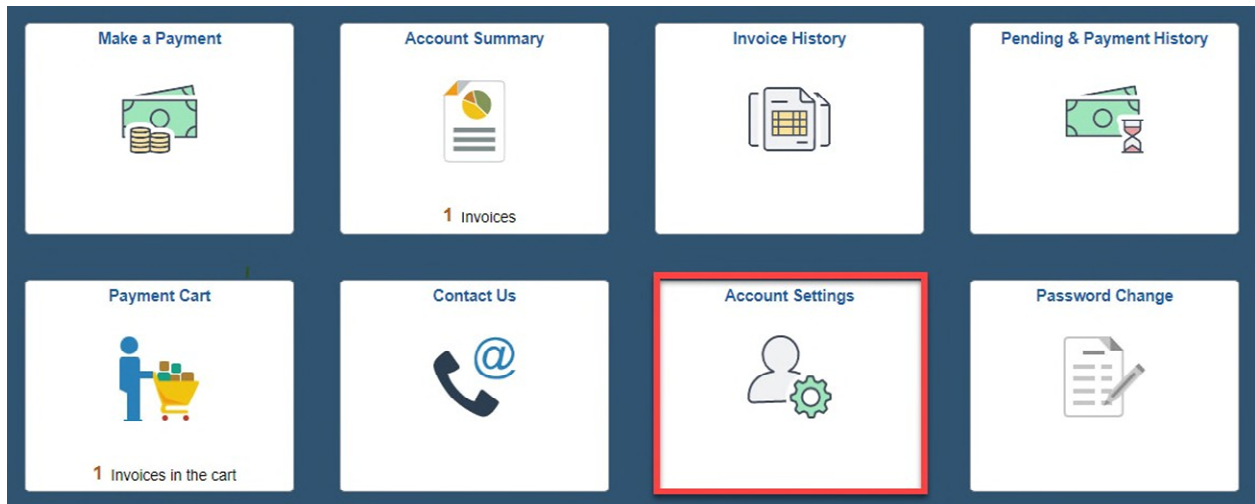 Make a Payment
Account Summary
Invoice History
Pending & Payment History
1 Invoices
Payment Cart
Contact Us
Account Settings
Password Change
@
1 Invoices in the cart